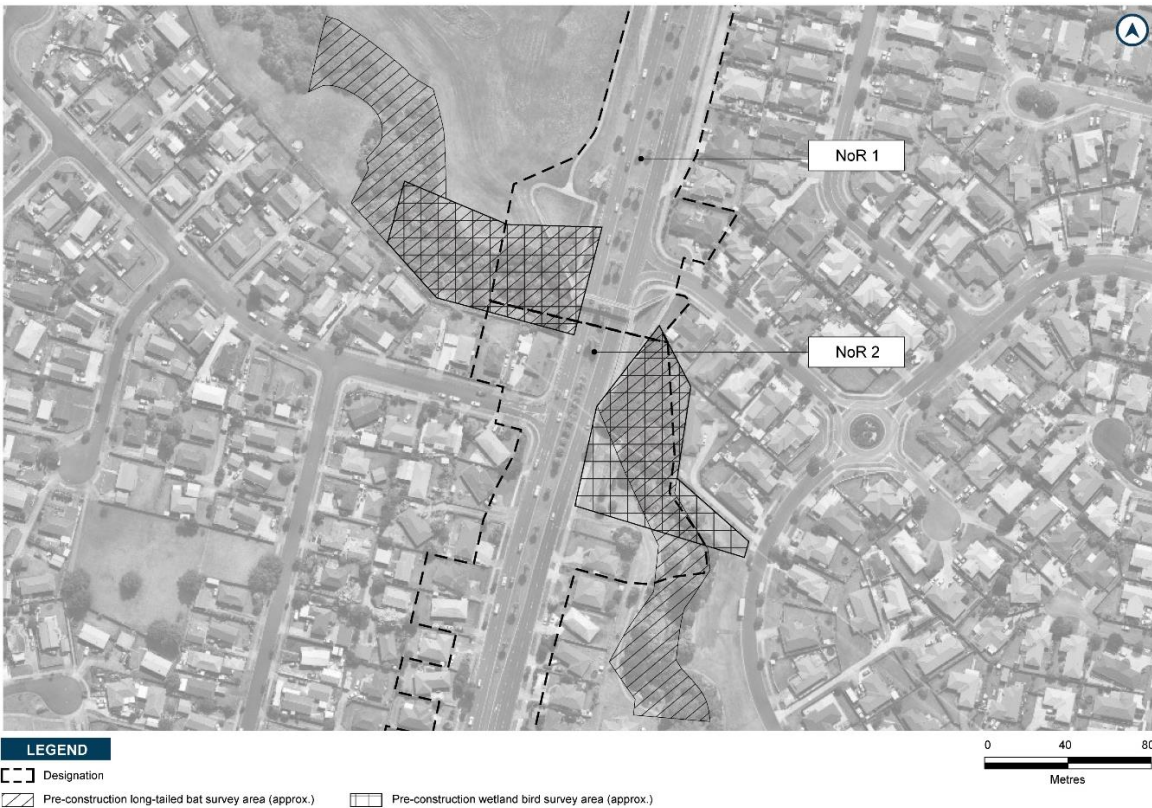 NoR 1
NoR 2
LEGEND
Designation
Pre-construction long-tailed bat survey area (approx.) Pre-construction wetland bird survey area (approx.)
0 40 80
Metres